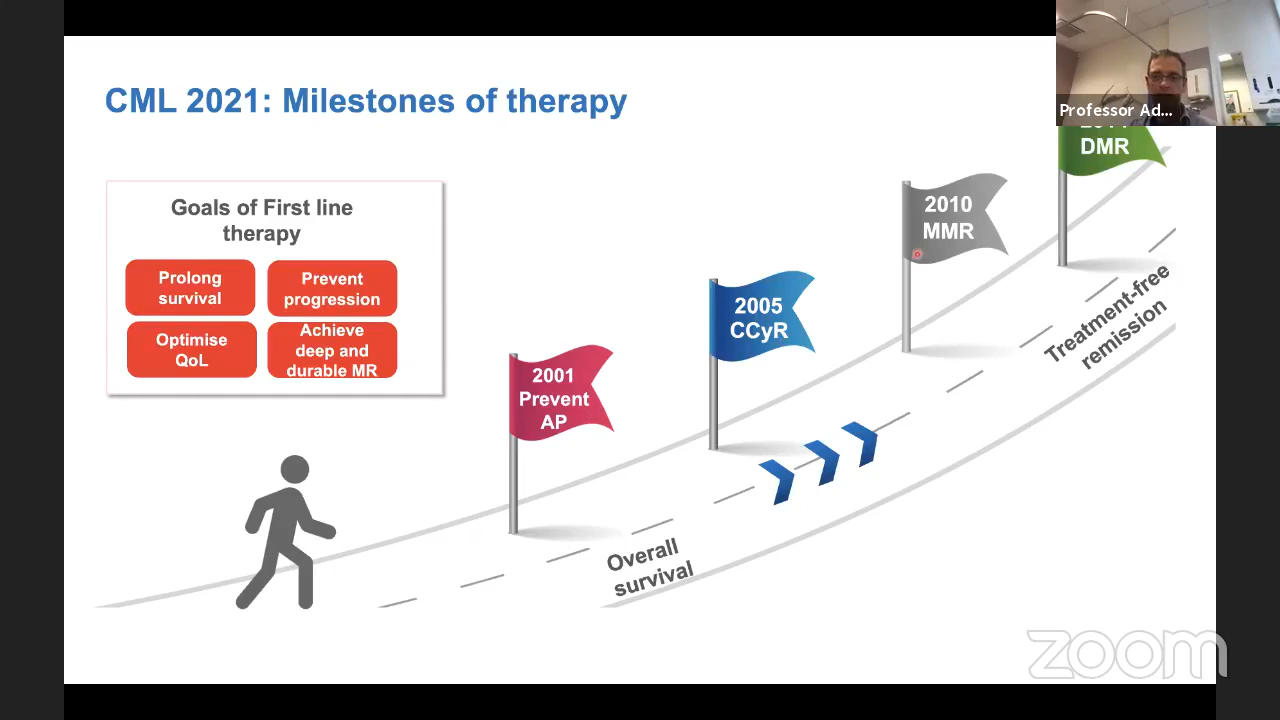 CML 2021: Milestones of therapy
Professor Ad...
Goals of First line
therapy
Prolong
survival
Prevent
progression
Optimise
QoL
Achieve
deep and
durable MR
2001
Prevent
AP
2005
CCyR
2010
MMR
DMR
Overall
survival
Treatment-free
remission
zoom